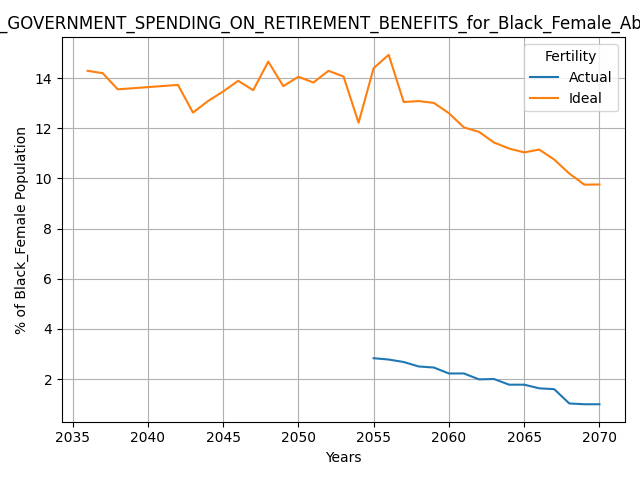 _GOVERNMENT_SPENDING_ON_RETIREMENT_BENEFITS_for_Black_Female_Ab
Fertility
Actual
Ideal
% of Black_Female Population
14
12
10
8
6
4
2
2035 2040 2045 2050 2055 2060 2065 2070
Years